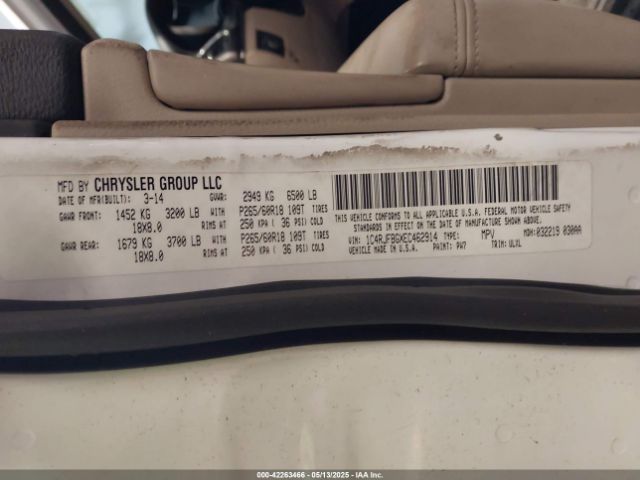 MFD BY CHRYSLER GROUP LLC
DATE OF MFR(BUILT): 3-14 GVWR: 2949 KG 6500 LB
GAWR FRONT: 1452 KG 3200 LB WITH P265/60R18 109T TIRES
18X8.0 RIMS AT 250 KPA ( 36 PSI) COLD
GAWR REAR: 1679 KG 3700 LB WITH P265/60R18 109T TIRES
18X8.0 RIMS AT 250 KPA ( 36 PSI) COLD
THIS VEHICLE CONFORMS TO ALL APPLICABLE U.S.A. FEDERAL MOTOR VEHICLE SAFETY
STANDARDS IN EFFECT ON THE DATE OF MANUFACTURE SHOWN ABOVE.
VIN: 1C4RJFBGXEC462914 TYPE: MPV MDH: 032219 030AA
VEHICLE MADE IN U.S.A. PAINT: PW7 TRIM: ULVL
000-42263466 - 05/13/2025 - IAAI.COM